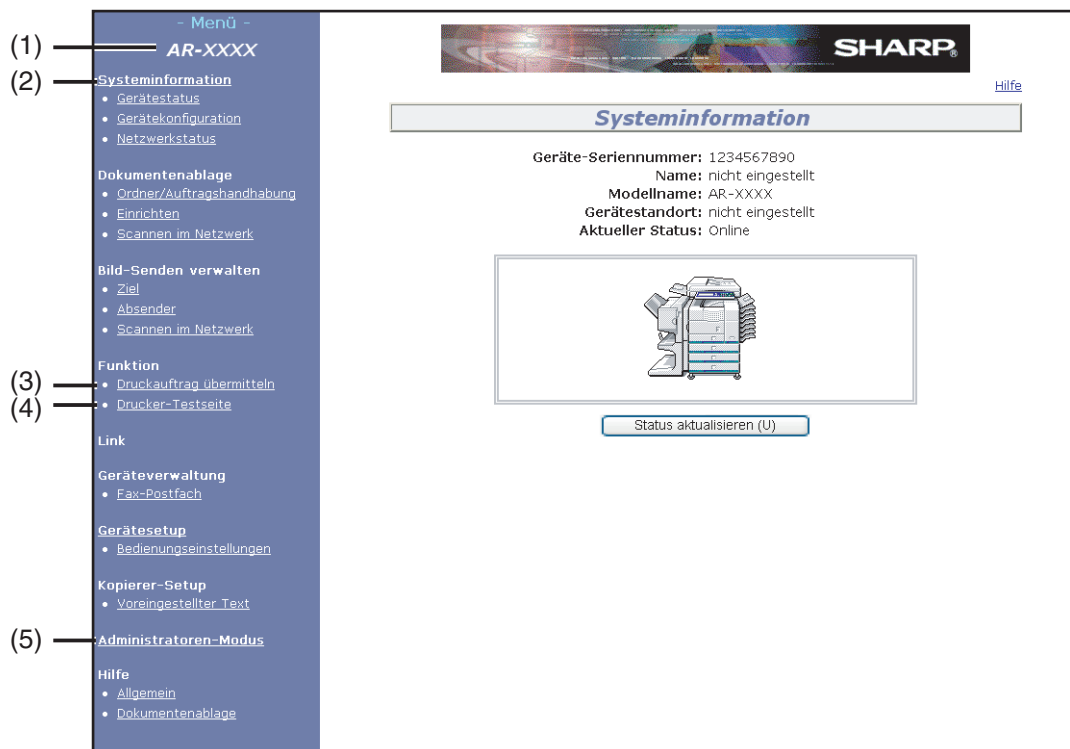 – Menü –
(1)
AR-XXXX
(2)
Systeminformation
• Gerätestatus
• Gerätekonfiguration
• Netzwerkstatus
Dokumentenablage
• Ordner/Auftragshandhabung
• Einrichten
• Scannen im Netzwerk
Bild-Senden verwalten
• Ziel
• Absender
• Scannen im Netzwerk
Funktion
(3)
• Druckauftrag übermitteln
(4)
• Drucker-Testseite
Link
Geräteverwaltung
• Fax-Postfach
Gerätesetup
• Bedienungseinstellungen
Kopierer-Setup
• Voreingestellter Text
(5)
Administratoren-Modus
Hilfe
• Allgemein
• Dokumentenablage
SHARP®
Hilfe
Systeminformation
Geräte-Seriennummer: 1234567890
Name: nicht eingestellt
Modellname: AR-XXXX
Gerätestandort: nicht eingestellt
Aktueller Status: Online
Status aktualisieren (U)